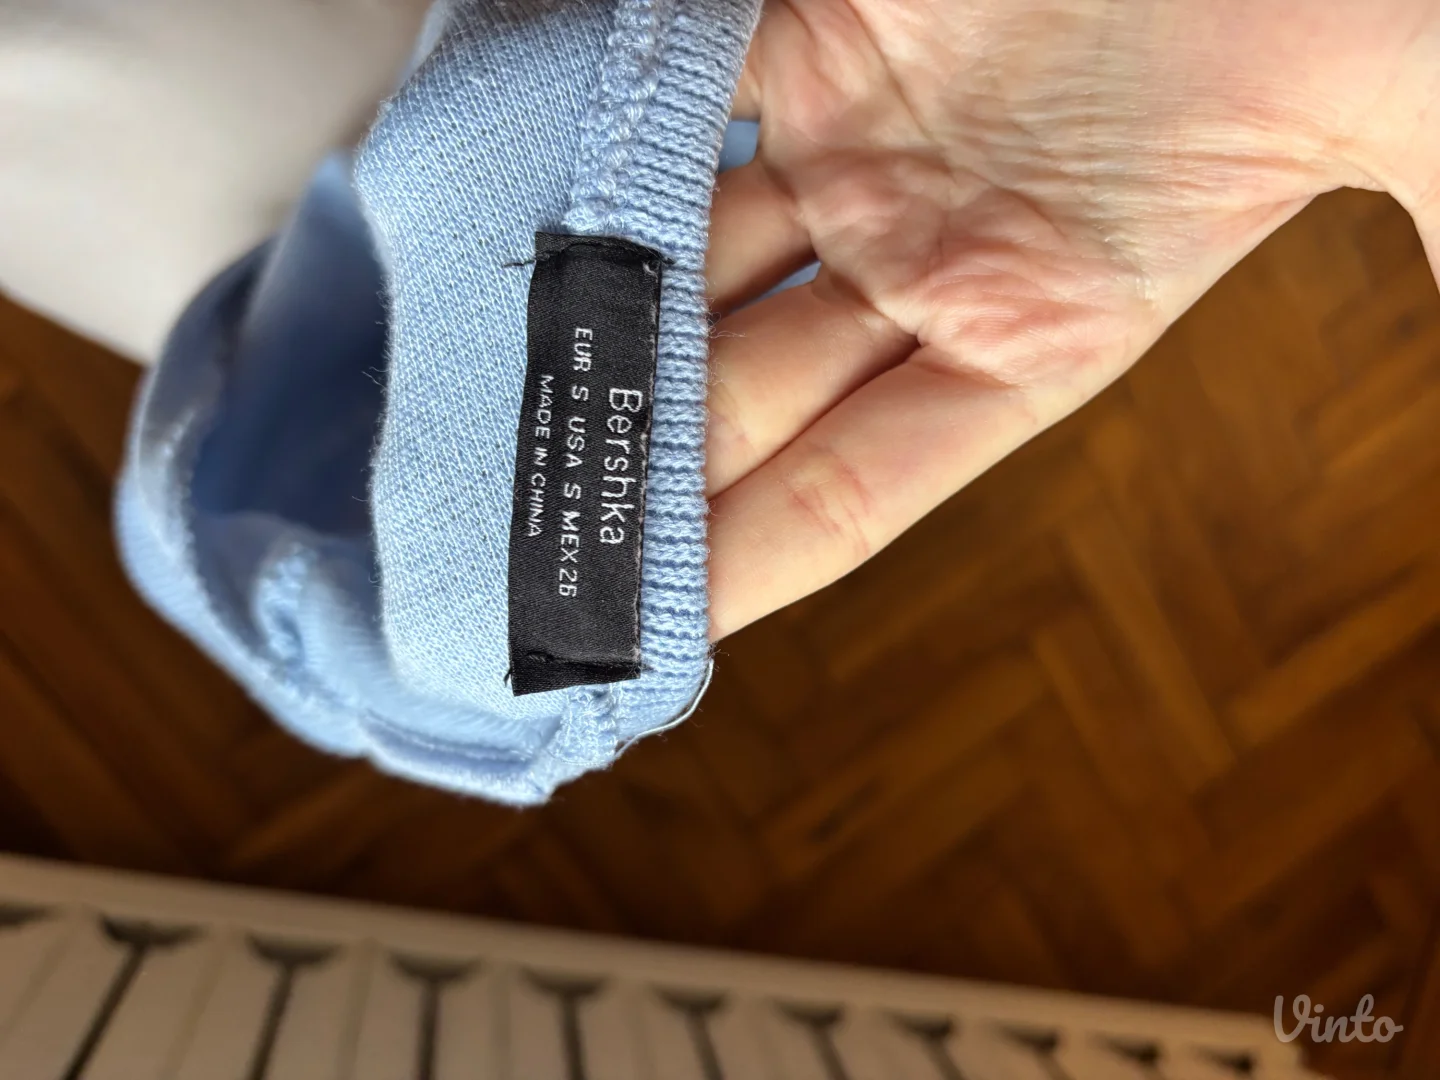 Bershka
EUR S USA S MEX 26
MADE IN CHINA
Vinto